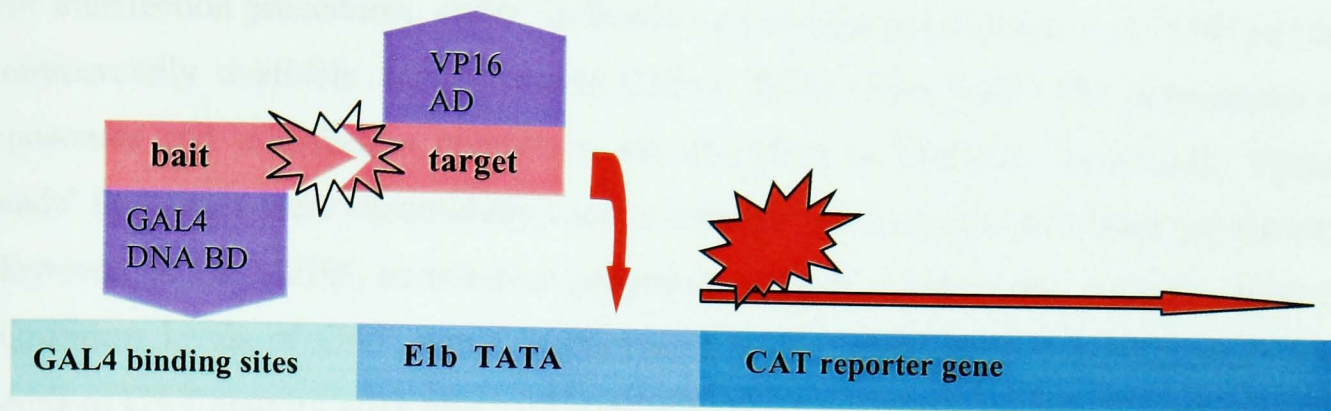 VP16
AD
bait
target
GAL4
DNA BD
GAL4 binding sites
E1b TATA
CAT reporter gene